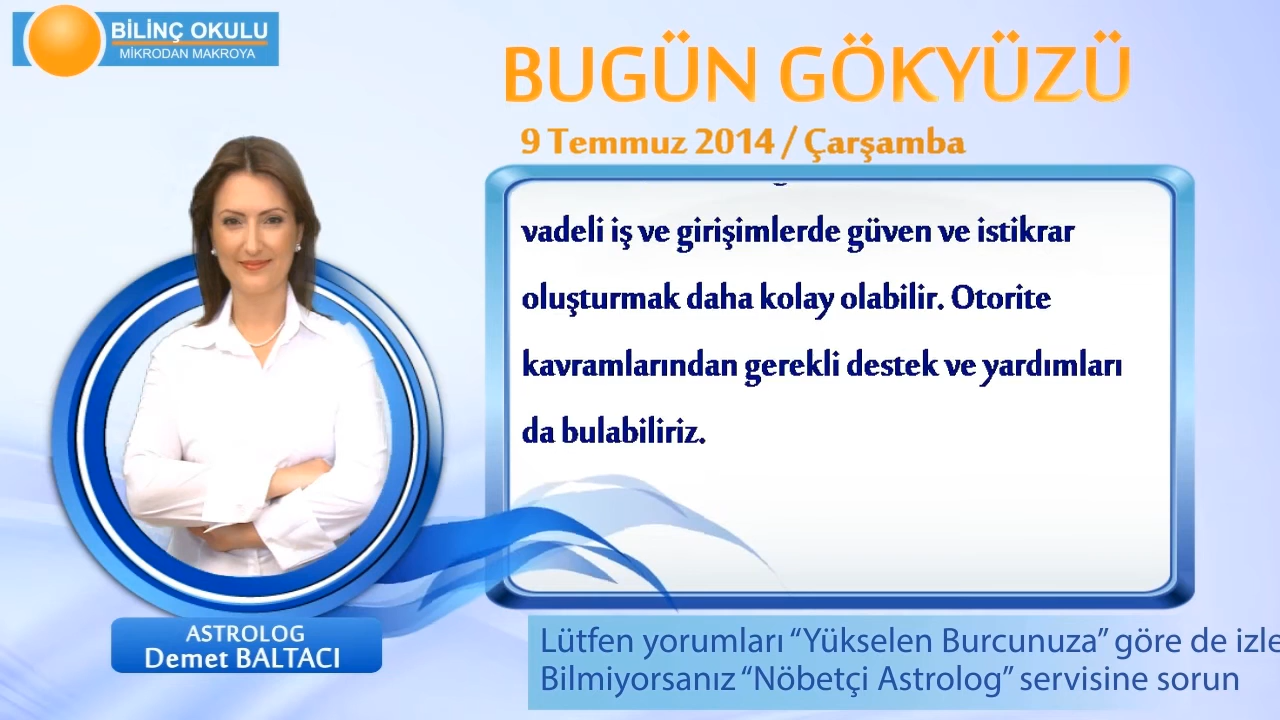 BİLİNÇ OKULU
MİKRODAN MAKROYA
BUGÜN GÖKYÜZÜ
9 Temmuz 2014 / Çarşamba
vadeli iş ve girişimlerde güven ve istikrar
oluşturmak daha kolay olabilir. Otorite
kavramlarından gerekli destek ve yardımları
da bulabiliriz.
ASTROLOG
Demet BALTACI
Lütfen yorumları “Yükselen Burcunuza” göre de izle
Bilmiyorsanız “Nöbetçi Astrolog” servisine sorun